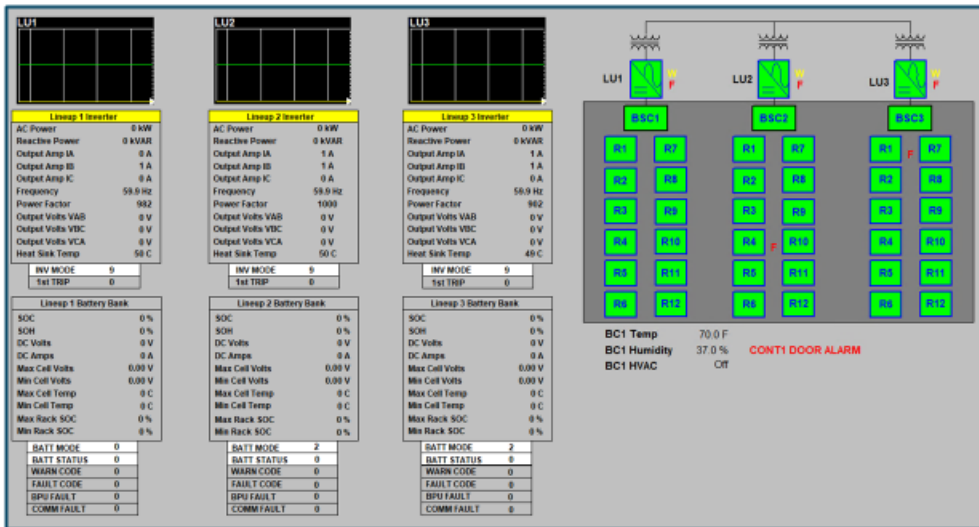 LU1
Lineup 1 Inverter
AC Power 0 kW
Reactive Power 0 kVAR
Output Amp IA 0 A
Output Amp IB 1 A
Output Amp IC 0 A
Frequency 59.9 Hz
Power Factor 982
Output Volts VAB 0 V
Output Volts VBC 0 V
Output Volts VCA 0 V
Heat Sink Temp 50 C
INV MODE 9
1st TRIP 0
Lineup 1 Battery Bank
SOC 0 %
SOH 0 %
DC Volts 0 V
DC Amps 0 A
Max Cell Volts 0.00 V
Min Cell Volts 0.00 V
Max Cell Temp 0 C
Min Cell Temp 0 C
Max Rack SOC 0 %
Min Rack SOC 0 %
BATT MODE 0
BATT STATUS 0
WARN CODE 0
FAULT CODE 0
BPU FAULT 0
COMM FAULT 0
LU2
Lineup 2 Inverter
AC Power 0 kW
Reactive Power 0 kVAR
Output Amp IA 1 A
Output Amp IB 1 A
Output Amp IC 0 A
Frequency 59.9 Hz
Power Factor 1000
Output Volts VAB 0 V
Output Volts VBC 0 V
Output Volts VCA 0 V
Heat Sink Temp 50 C
INV MODE 9
1st TRIP 0
Lineup 2 Battery Bank
SOC 0 %
SOH 0 %
DC Volts 0 V
DC Amps 0 A
Max Cell Volts 0.00 V
Min Cell Volts 0.00 V
Max Cell Temp 0 C
Min Cell Temp 0 C
Max Rack SOC 0 %
Min Rack SOC 0 %
BATT MODE 2
BATT STATUS 0
WARN CODE 0
FAULT CODE 0
BPU FAULT 0
COMM FAULT 0
LU3
Lineup 3 Inverter
AC Power 0 kW
Reactive Power 0 kVAR
Output Amp IA 1 A
Output Amp IB 1 A
Output Amp IC 0 A
Frequency 59.9 Hz
Power Factor 902
Output Volts VAB 0 V
Output Volts VBC 0 V
Output Volts VCA 0 V
Heat Sink Temp 49 C
INV MODE 9
1st TRIP 0
Lineup 3 Battery Bank
SOC 0 %
SOH 0 %
DC Volts 0 V
DC Amps 0 A
Max Cell Volts 0.00 V
Min Cell Volts 0.00 V
Max Cell Temp 0 C
Min Cell Temp 0 C
Max Rack SOC 0 %
Min Rack SOC 0 %
BATT MODE 2
BATT STATUS 0
WARN CODE 0
FAULT CODE 0
BPU FAULT 0
COMM FAULT 0
LU1 W F LU2 W F LU3 W F
BSC1 BSC2 BSC3
R1 R7 R1 R7 R1 F R7
R2 R8 R2 R8 R2 R8
R3 R9 R3 R9 R3 R9
R4 R10 R4 F R10 R4 R10
R5 R11 R5 R11 R5 R11
R6 R12 R6 R12 R6 R12
BC1 Temp 70.0 F
BC1 Humidity 37.0 % CONT1 DOOR ALARM
BC1 HVAC Off